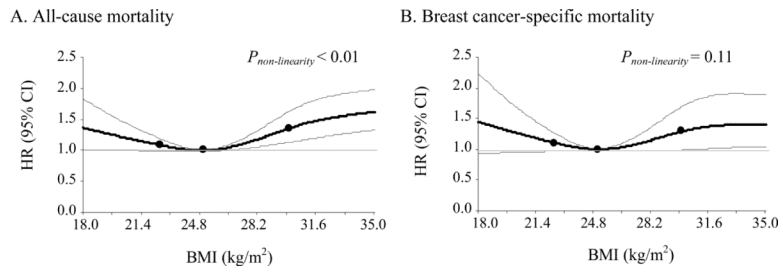 A. All-cause mortality
P non-linearity < 0.01
HR (95% CI)
2.5
2.0
1.5
1.0
0.5
0.0
18.0 21.4 24.8 28.2 31.6 35.0
BMI (kg/m²)
B. Breast cancer-specific mortality
P non-linearity = 0.11
HR (95% CI)
2.5
2.0
1.5
1.0
0.5
0.0
18.0 21.4 24.8 28.2 31.6 35.0
BMI (kg/m²)